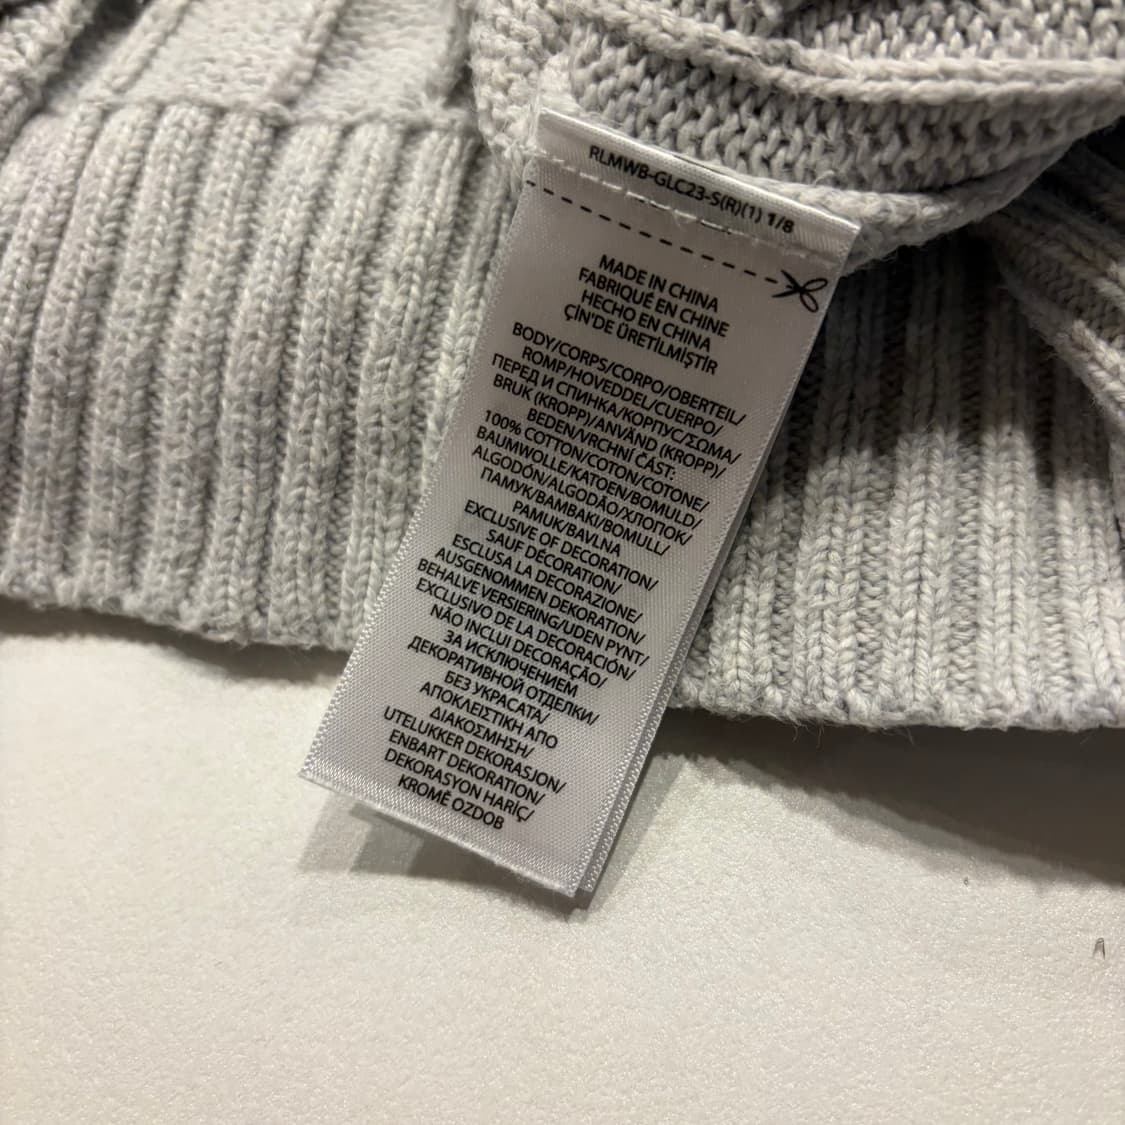 RLMWB-GLC23-S(R)(1) 1/8
MADE IN CHINA
FABRIQUÉ EN CHINE
HECHO EN CHINA
ÇİN'DE ÜRETİLMİŞTİR
BODY/CORPS/CORPO/OBERTEIL/
ROMP/HOVEDDEL/CUERPO/
ПЕРЕД И СПИНКА/КОРПУС/ΣΩΜΑ/
BRUK (KROPP)/ANVÄND (KROPP)/
BEDEN/VRCHNÍ ČÁST:
100% COTTON/COTON/COTONE/
BAUMWOLLE/KATOEN/BOMULD/
ALGODÓN/ALGODÃO/ХЛОПОК/
ПАМУК/ΒΑΜΒΑΚΙ/BOMULL/
PAMUK/BAVLNA
EXCLUSIVE OF DECORATION/
SAUF DÉCORATION/
ESCLUSA LA DECORAZIONE/
AUSGENOMMEN DEKORATION/
BEHALVE VERSIERING/UDEN PYNT/
EXCLUSIVO DE LA DECORACIÓN/
NÃO INCLUI DECORAÇÃO/
ЗА ИСКЛЮЧЕНИЕМ
ДЕКОРАТИВНОЙ ОТДЕЛКИ/
БЕЗ УКРАСАТА/
ΑΠΟΚΛΕΙΣΤΙΚΗ ΑΠΟ
ΔΙΑΚΟΣΜΗΣΗ/
UTELUKKER DEKORASJON/
ENBART DEKORATION/
DEKORASYON HARİÇ/
KROMĚ OZDOB